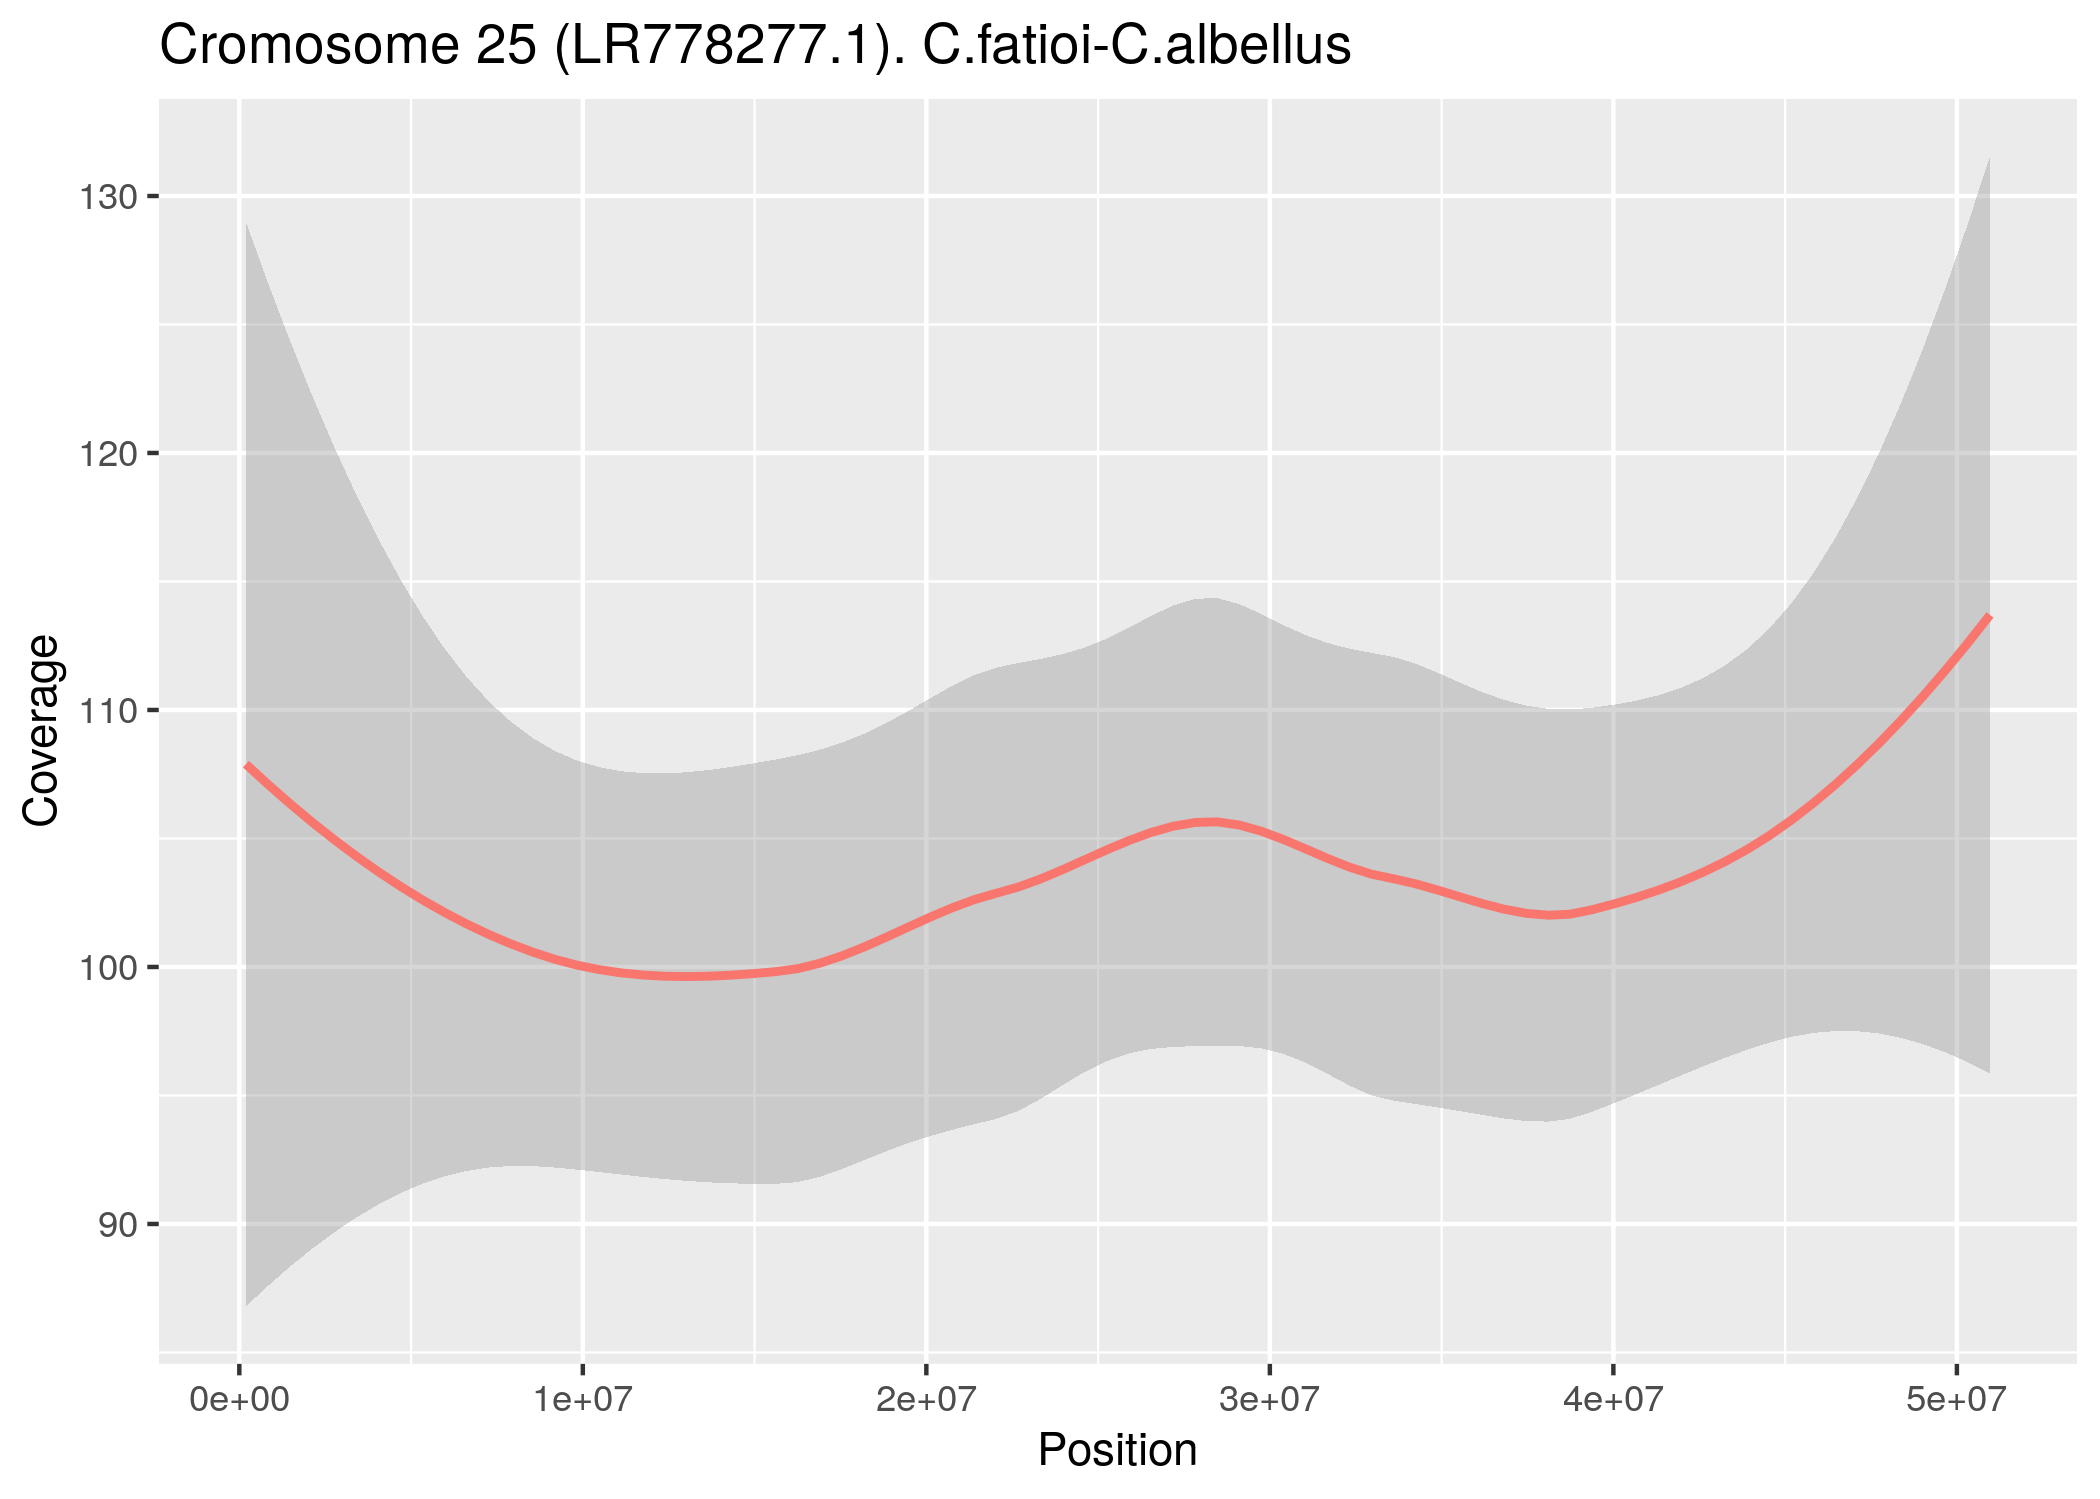 Cromosome 25 (LR778277.1). C.fatioi-C.albellus
130
120
110
100
90
Coverage
0e+00 1e+07 2e+07 3e+07 4e+07 5e+07
Position